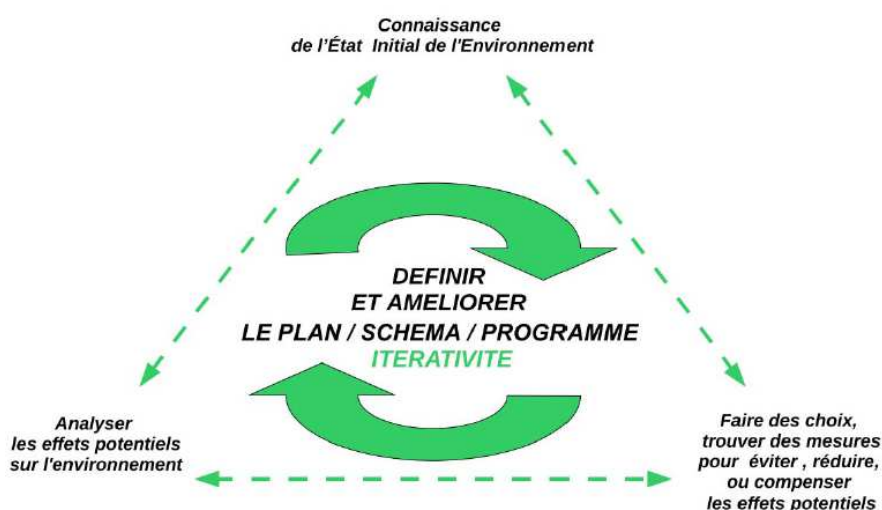 Connaissance
de l'État Initial de l'Environnement
DEFINIR
ET AMELIORER
LE PLAN / SCHEMA / PROGRAMME
ITERATIVITE
Analyser
les effets potentiels
sur l'environnement
Faire des choix,
trouver des mesures
pour éviter , réduire,
ou compenser
les effets potentiels